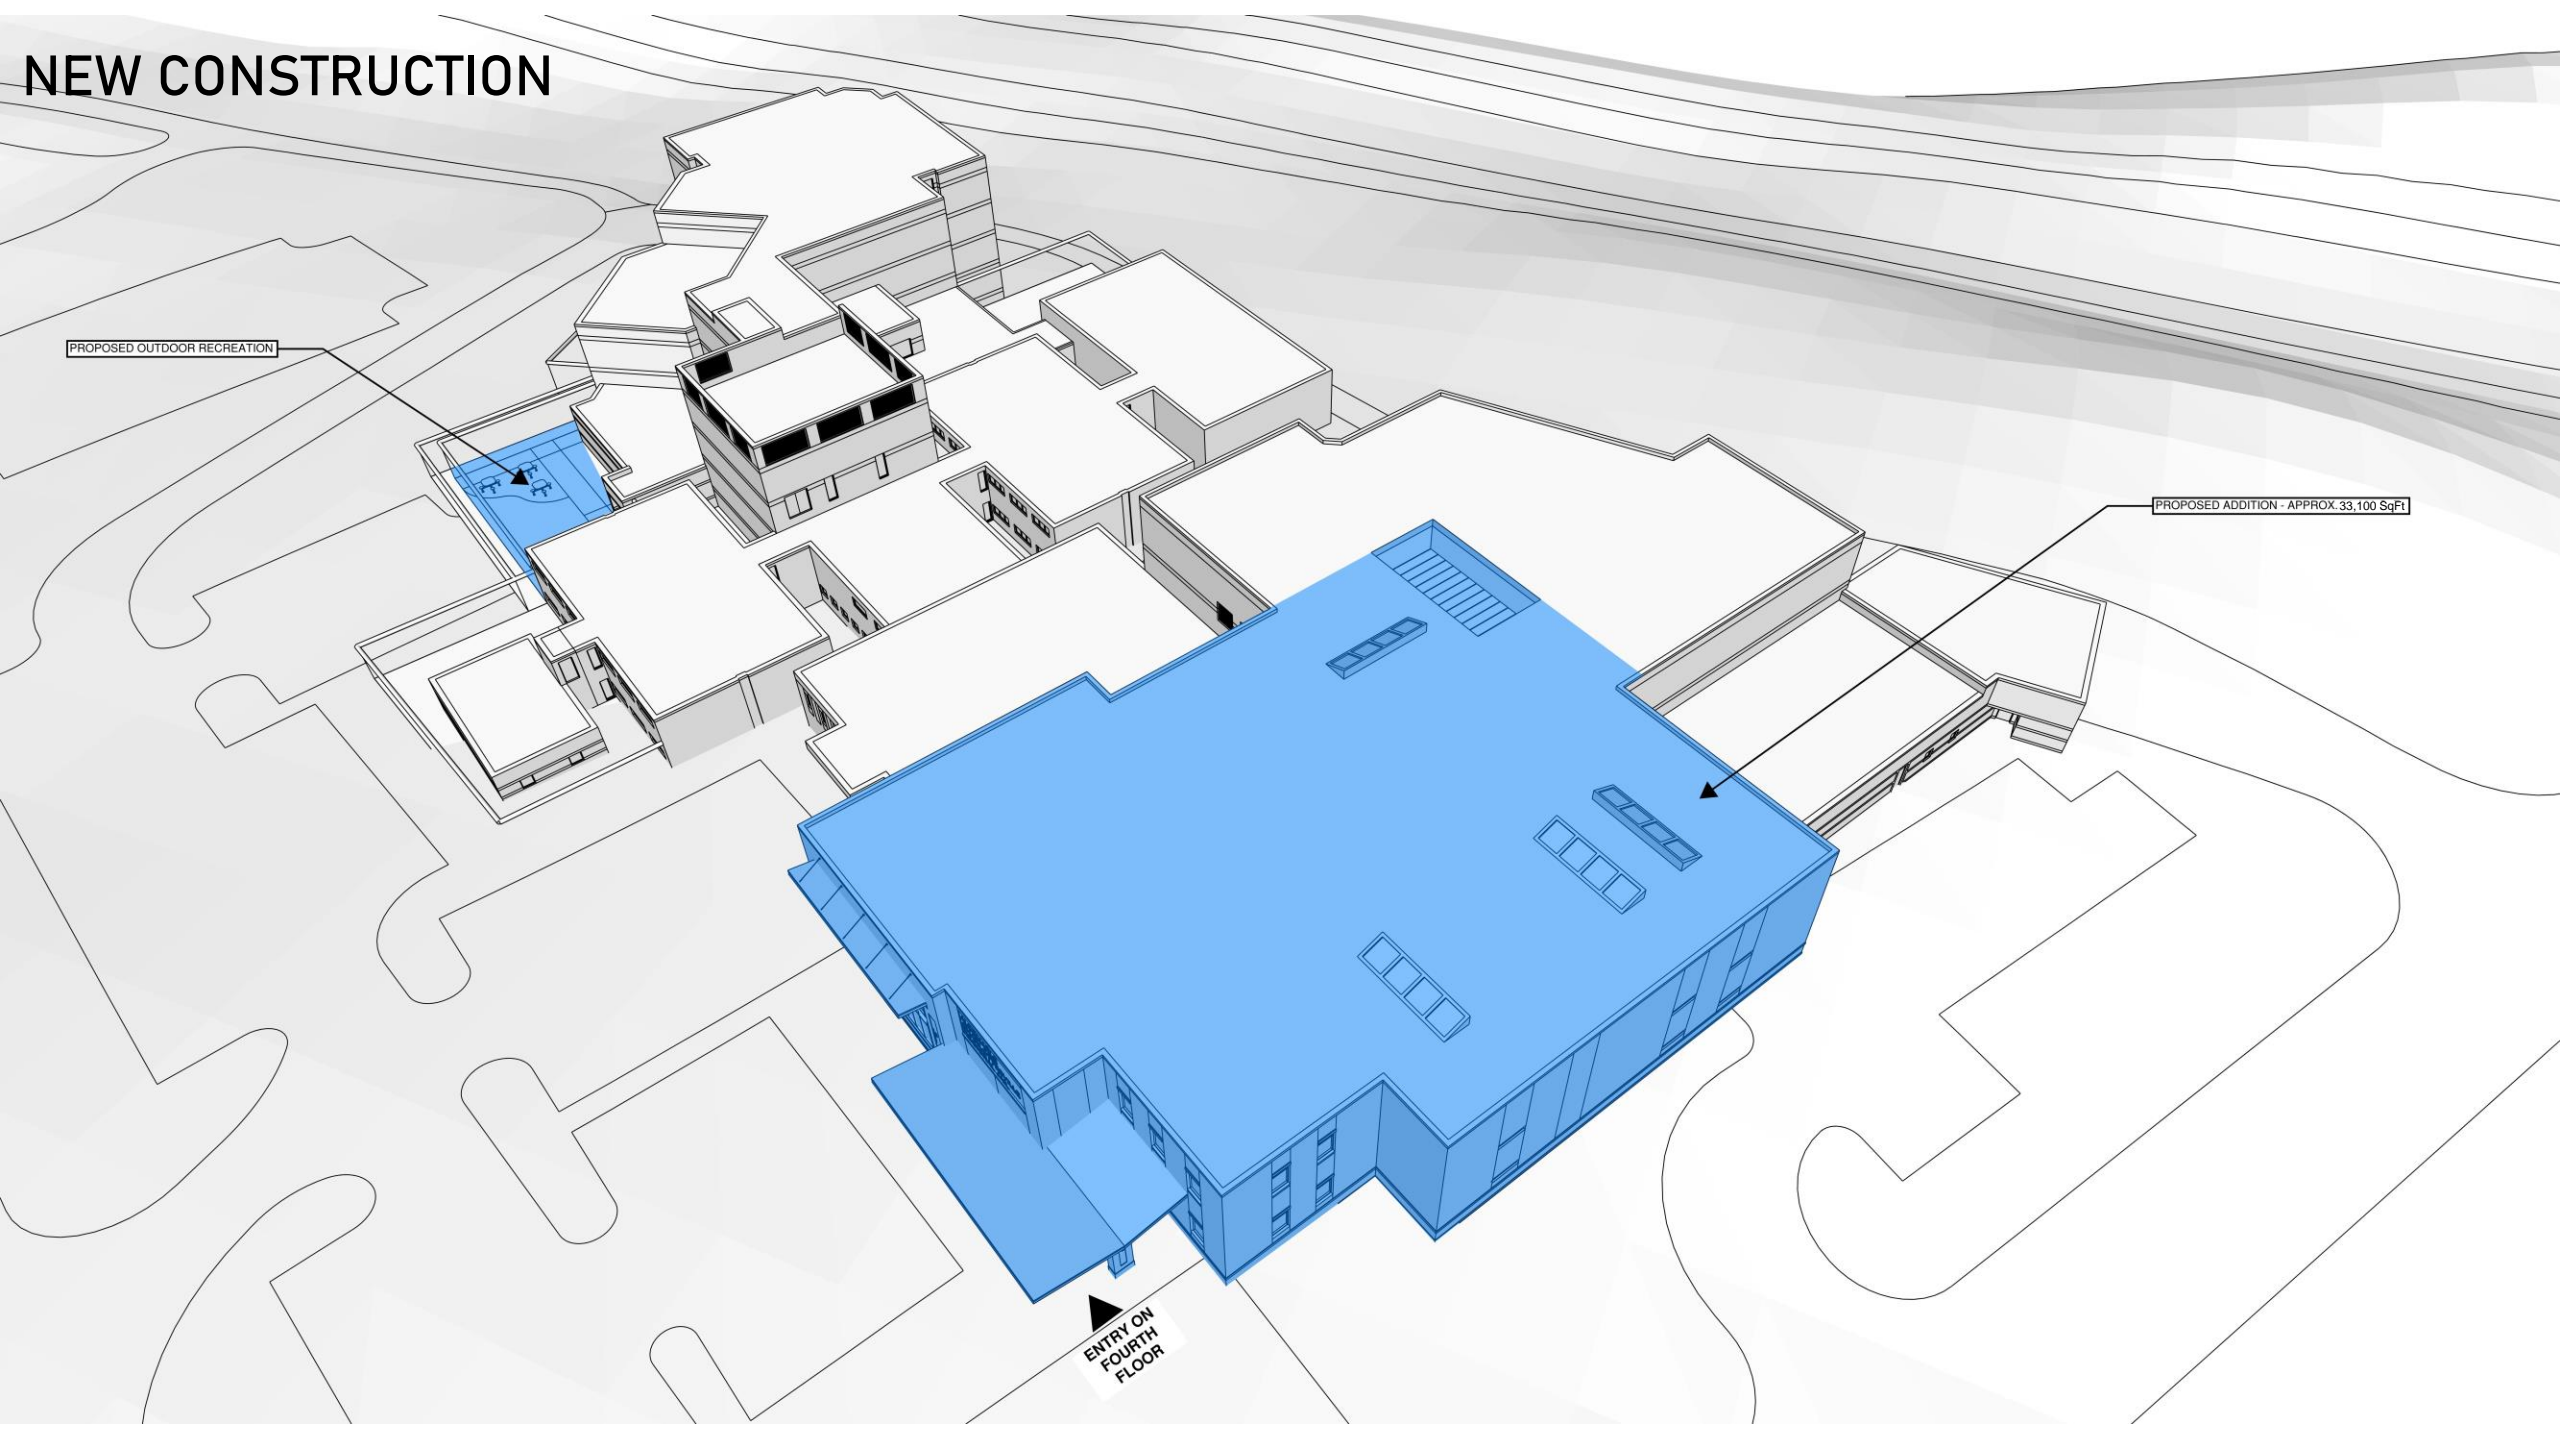 NEW CONSTRUCTION
PROPOSED OUTDOOR RECREATION
PROPOSED ADDITION - APPROX. 33,100 SqFt
ENTRY ON
FOURTH
FLOOR